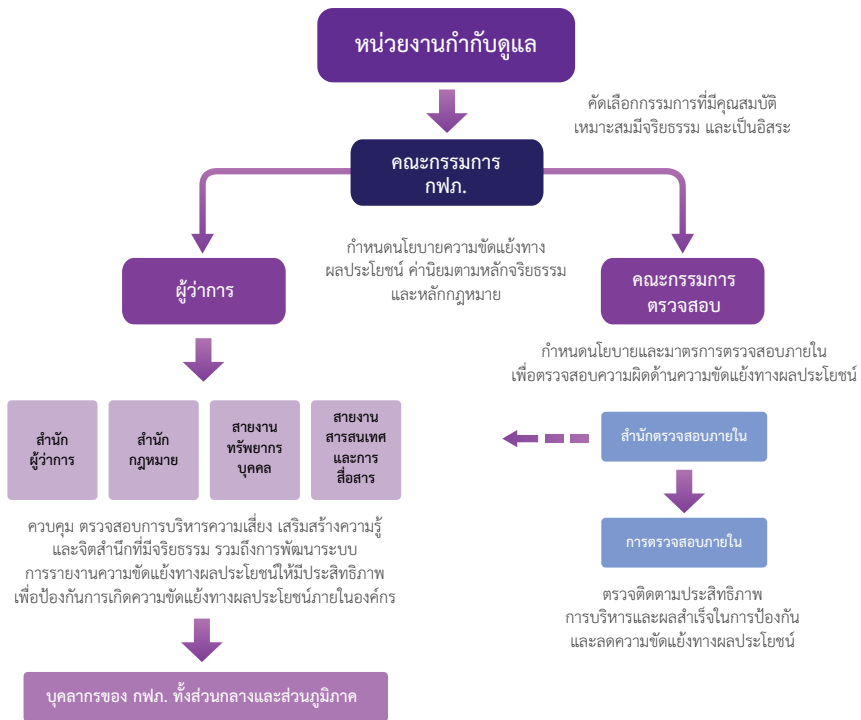 หน่วยงานกำกับดูแล
คัดเลือกกรรมการที่มีคุณสมบัติ
เหมาะสมมีจริยธรรม และเป็นอิสระ
คณะกรรมการ
กฟภ.
กำหนดนโยบายความขัดแย้งทาง
ผลประโยชน์ ค่านิยมตามหลักจริยธรรม
และหลักกฎหมาย
ผู้ว่าการ
คณะกรรมการ
ตรวจสอบ
กำหนดนโยบายและมาตรการตรวจสอบภายใน
เพื่อตรวจสอบความผิดด้านความขัดแย้งทางผลประโยชน์
สำนัก
ผู้ว่าการ
สำนัก
กฎหมาย
สายงาน
ทรัพยากร
บุคคล
สายงาน
สารสนเทศ
และการ
สื่อสาร
สำนักตรวจสอบภายใน
การตรวจสอบภายใน
ควบคุม ตรวจสอบการบริหารความเสี่ยง เสริมสร้างความรู้
และจิตสำนึกที่มีจริยธรรม รวมถึงการพัฒนาระบบ
การรายงานความขัดแย้งทางผลประโยชน์ให้มีประสิทธิภาพ
เพื่อป้องกันการเกิดความขัดแย้งทางผลประโยชน์ภายในองค์กร
ตรวจติดตามประสิทธิภาพ
การบริหารและผลสำเร็จในการป้องกัน
และลดความขัดแย้งทางผลประโยชน์
บุคลากรของ กฟภ. ทั้งส่วนกลางและส่วนภูมิภาค